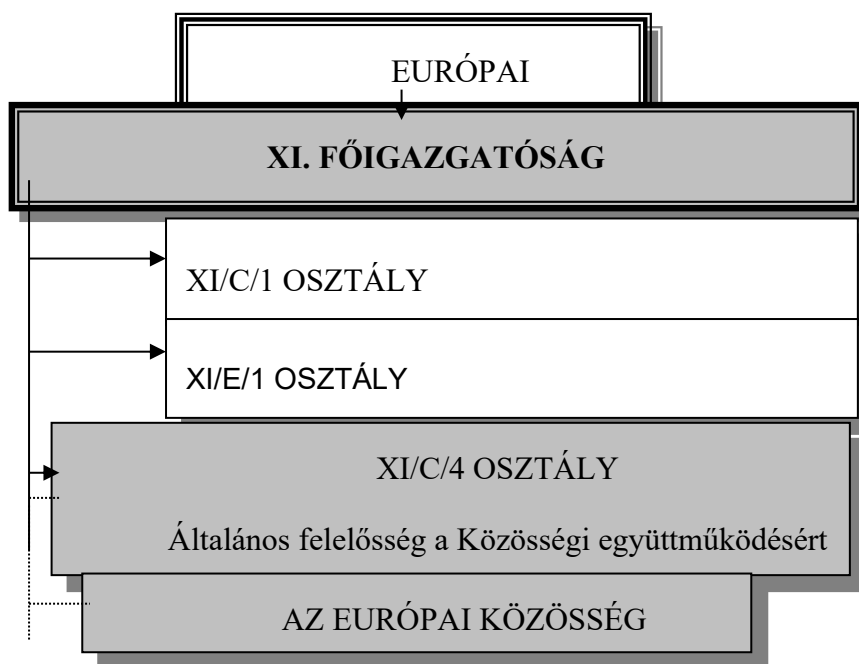 EURÓPAI
XI. FŐIGAZGATÓSÁG
XI/C/1 OSZTÁLY
XI/E/1 OSZTÁLY
XI/C/4 OSZTÁLY
Általános felelősség a Közösségi együttműködésért
AZ EURÓPAI KÖZÖSSÉG